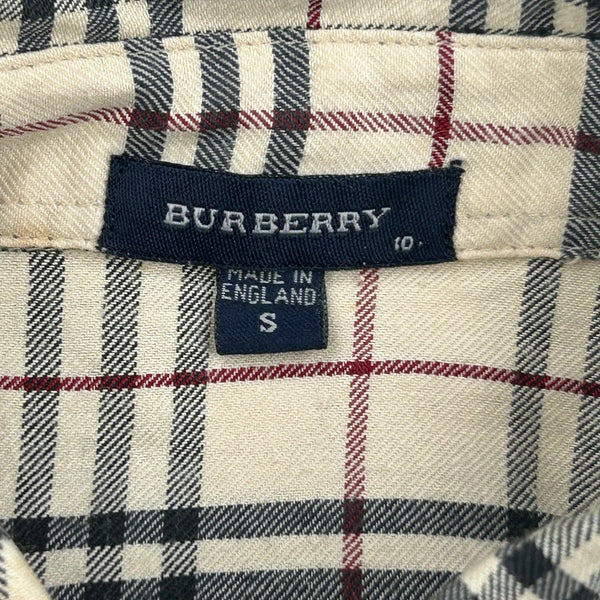 BURBERRY
10.
MADE IN
ENGLAND
S